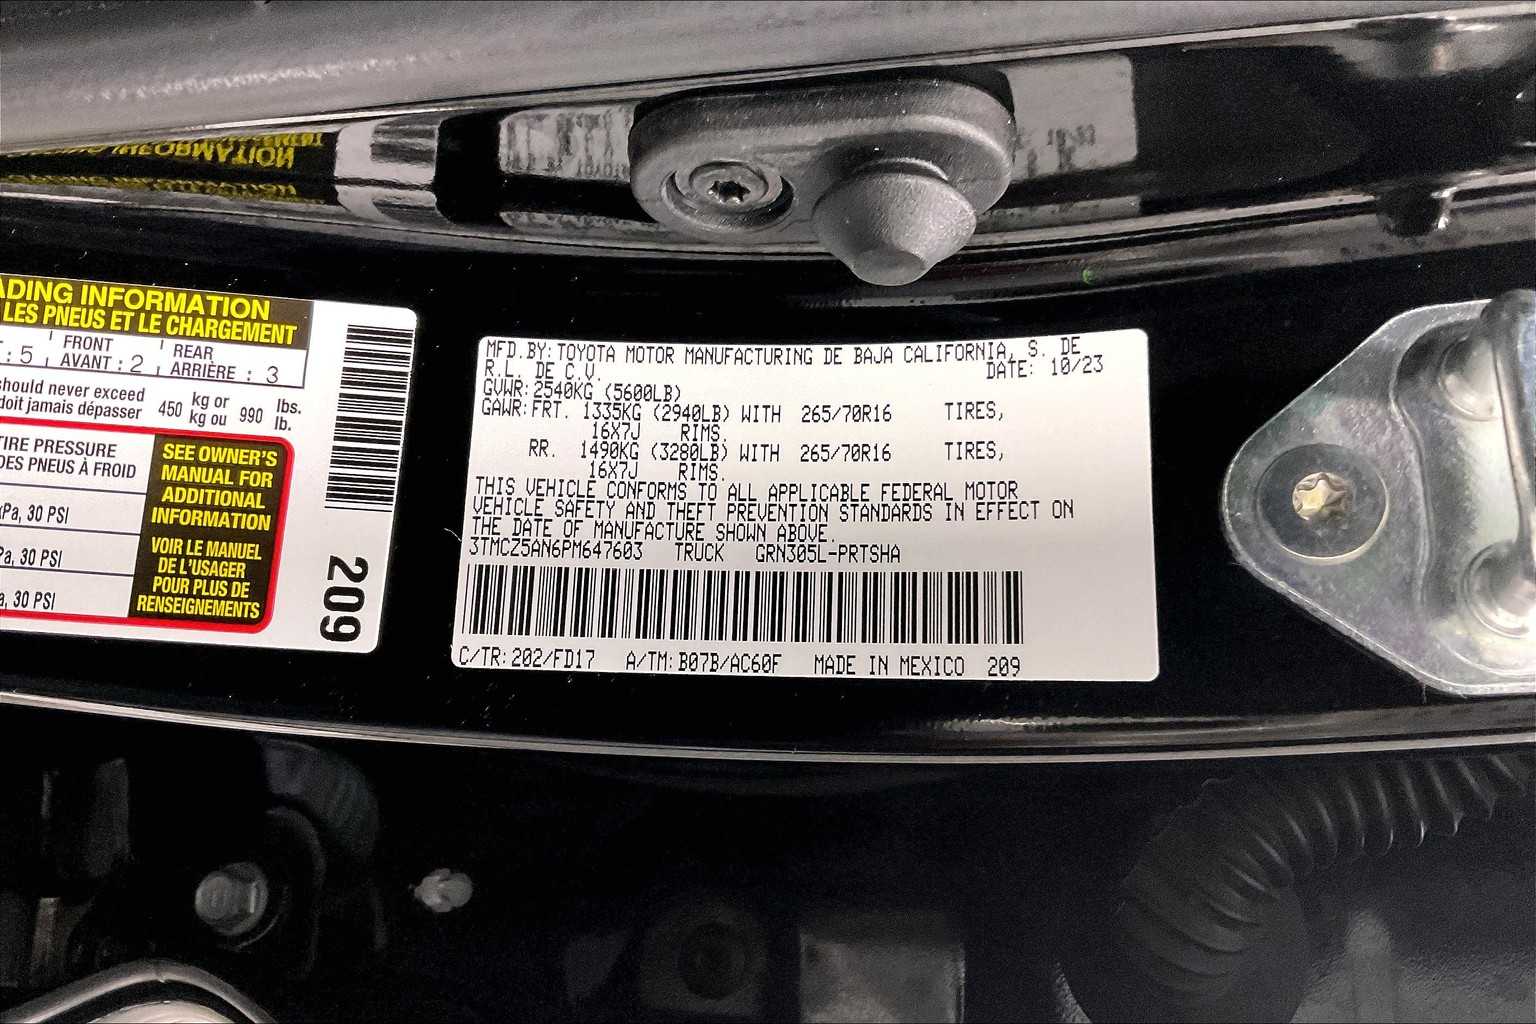 ADING INFORMATION
LES PNEUS ET LE CHARGEMENT
: 5 FRONT AVANT : 2 REAR ARRIÈRE : 3
should never exceed
doit jamais dépasser 450 kg or kg ou 990 lbs. lb.
TIRE PRESSURE
DES PNEUS À FROID
kPa, 30 PSI
Pa, 30 PSI
a, 30 PSI
SEE OWNER'S
MANUAL FOR
ADDITIONAL
INFORMATION
VOIR LE MANUEL
DE L'USAGER
POUR PLUS DE
RENSEIGNEMENTS
209
MFD. BY: TOYOTA MOTOR MANUFACTURING DE BAJA CALIFORNIA, S. DE
R.L. DE C.V. DATE: 10/23
GVWR: 2540KG (5600LB)
GAWR: FRT. 1335KG (2940LB) WITH 265/70R16 TIRES,
16X7J RIMS.
RR. 1490KG (3280LB) WITH 265/70R16 TIRES,
16X7J RIMS.
THIS VEHICLE CONFORMS TO ALL APPLICABLE FEDERAL MOTOR
VEHICLE SAFETY AND THEFT PREVENTION STANDARDS IN EFFECT ON
THE DATE OF MANUFACTURE SHOWN ABOVE.
3TMCZ5AN6PM647603 TRUCK GRN305L-PRTSHA
C/TR: 202/FD17 A/TM: B07B/AC60F MADE IN MEXICO 209